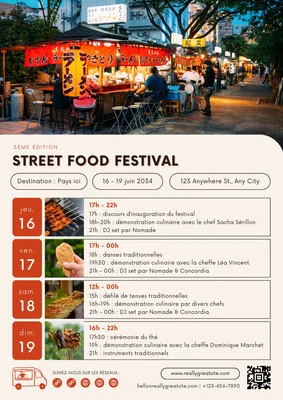 5ÈME ÉDITION
STREET FOOD FESTIVAL
Destination : Pays ici
16 - 19 juin 2034
123 Anywhere St., Any City
jeu.
16
17h - 22h
17h : discours d'inauguration du festival
18h-20h : démonstration culinaire avec le chef Sacha Sérillon
21h : DJ set par Nomade
ven.
17
17h - 00h
18h : danses traditionnelles
19h30 : démonstration culinaire avec la cheffe Léa Vincent
21h - 00h : DJ set par Nomade & Concordia
sam.
18
12h - 00h
15h : défilé de tenues traditionnelles
16h-19h : démonstration culinaire par divers chefs
21h - 00h : DJ set par Nomade & Concordia
dim.
19
16h - 22h
17h30 : cérémonie du thé
19h : démonstration culinaire avec la cheffe Dominique Marchet
21h : instruments traditionnels
SUIVEZ-NOUS SUR LES RÉSEAUX
www.reallygreatsite.com
hello@reallygreatsite.com | +123-456-7890